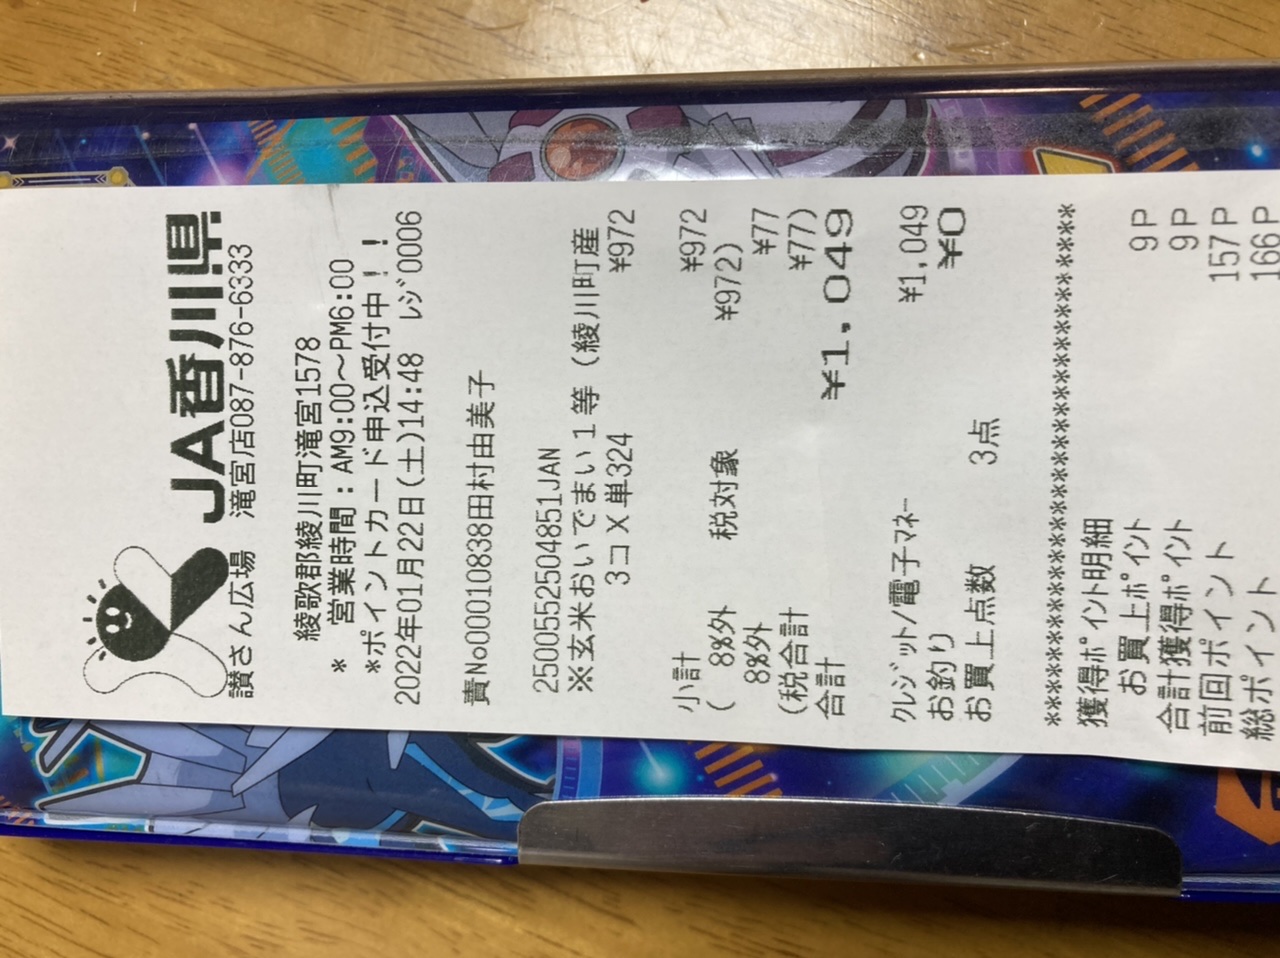 JA香川県
讃さん広場 滝宮店087-876-6333
綾歌郡綾川町滝宮1578
* 営業時間:AM9:00~PM6:00
*ポイントカード申込受付中!!
2022年01月22日(土)14:48 レジ0006
責No00010838田村由美子
2500552504851JAN
※玄米おいでまい1等(綾川町産
3コX単324 ¥972
小計 ¥972
( 8%外 税対象 ¥972)
8%外 ¥77
(税合計 ¥77)
合計 ¥1,049
クレジット/電子マネー ¥1,049
お釣り ¥0
お買上点数 3点
******************************************
獲得ポイント明細
お買上ポイント 9P
合計獲得ポイント 9P
前回ポイント 157P
総ポイント 166P